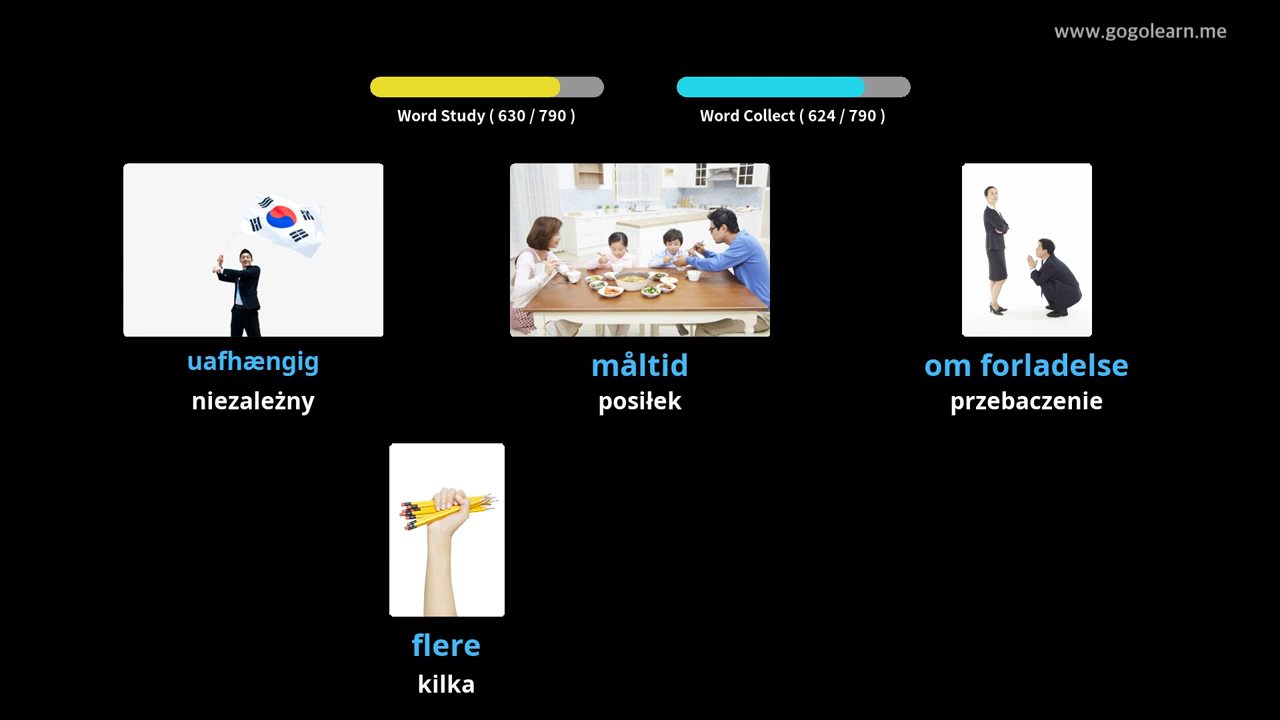 www.gogolearn.me
Word Study ( 630 / 790 )
Word Collect ( 624 / 790 )
uafhængig
niezależny
måltid
posiłek
om forladelse
przebaczenie
flere
kilka